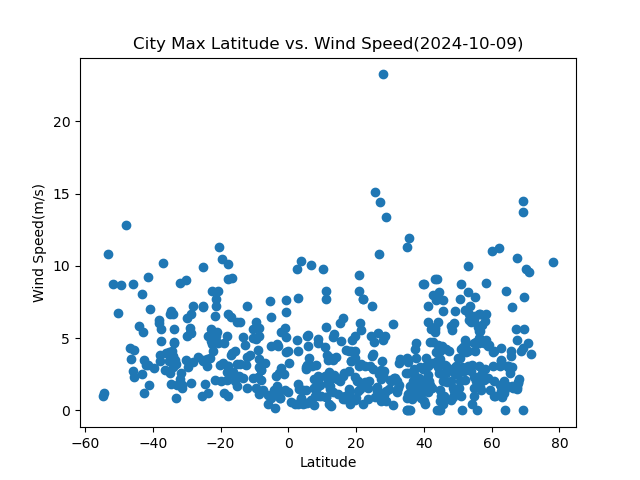 City Max Latitude vs. Wind Speed(2024-10-09)
Wind Speed(m/s)
20
15
10
5
0
−60 −40 −20 0 20 40 60 80
Latitude